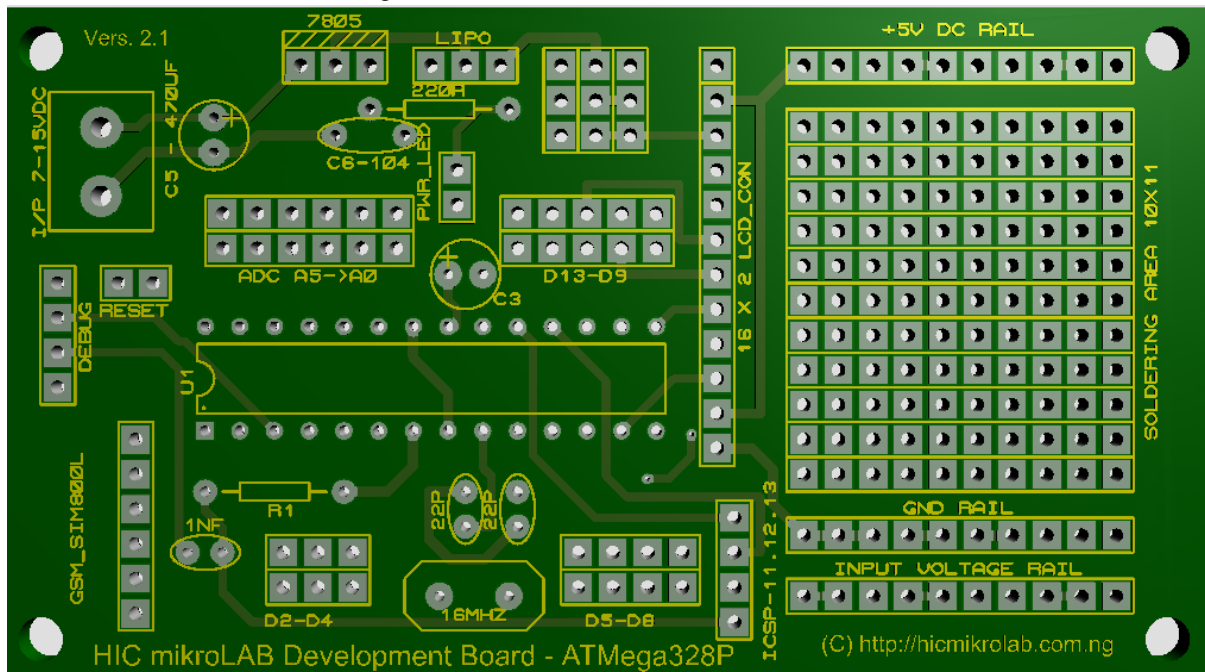 Vers. 2.1
7805
LIPO
+5V DC RAIL
I/P 7-15VDC
470UF
+
-
C5
220R
C6-104
PWR_LED
ADC A5->A0
D13-D9
+
C3
16 X 2 LCD_CON
SOLDERING AREA 10X11
DEBUG
RESET
U1
GSM_SIM800L
R1
1NF
22P
22P
D2-D4
16MHZ
D5-D8
ICSP-11.12.13
GND RAIL
INPUT VOLTAGE RAIL
HIC mikroLAB Development Board - ATMega328P
(C) http://hicmikrolab.com.ng